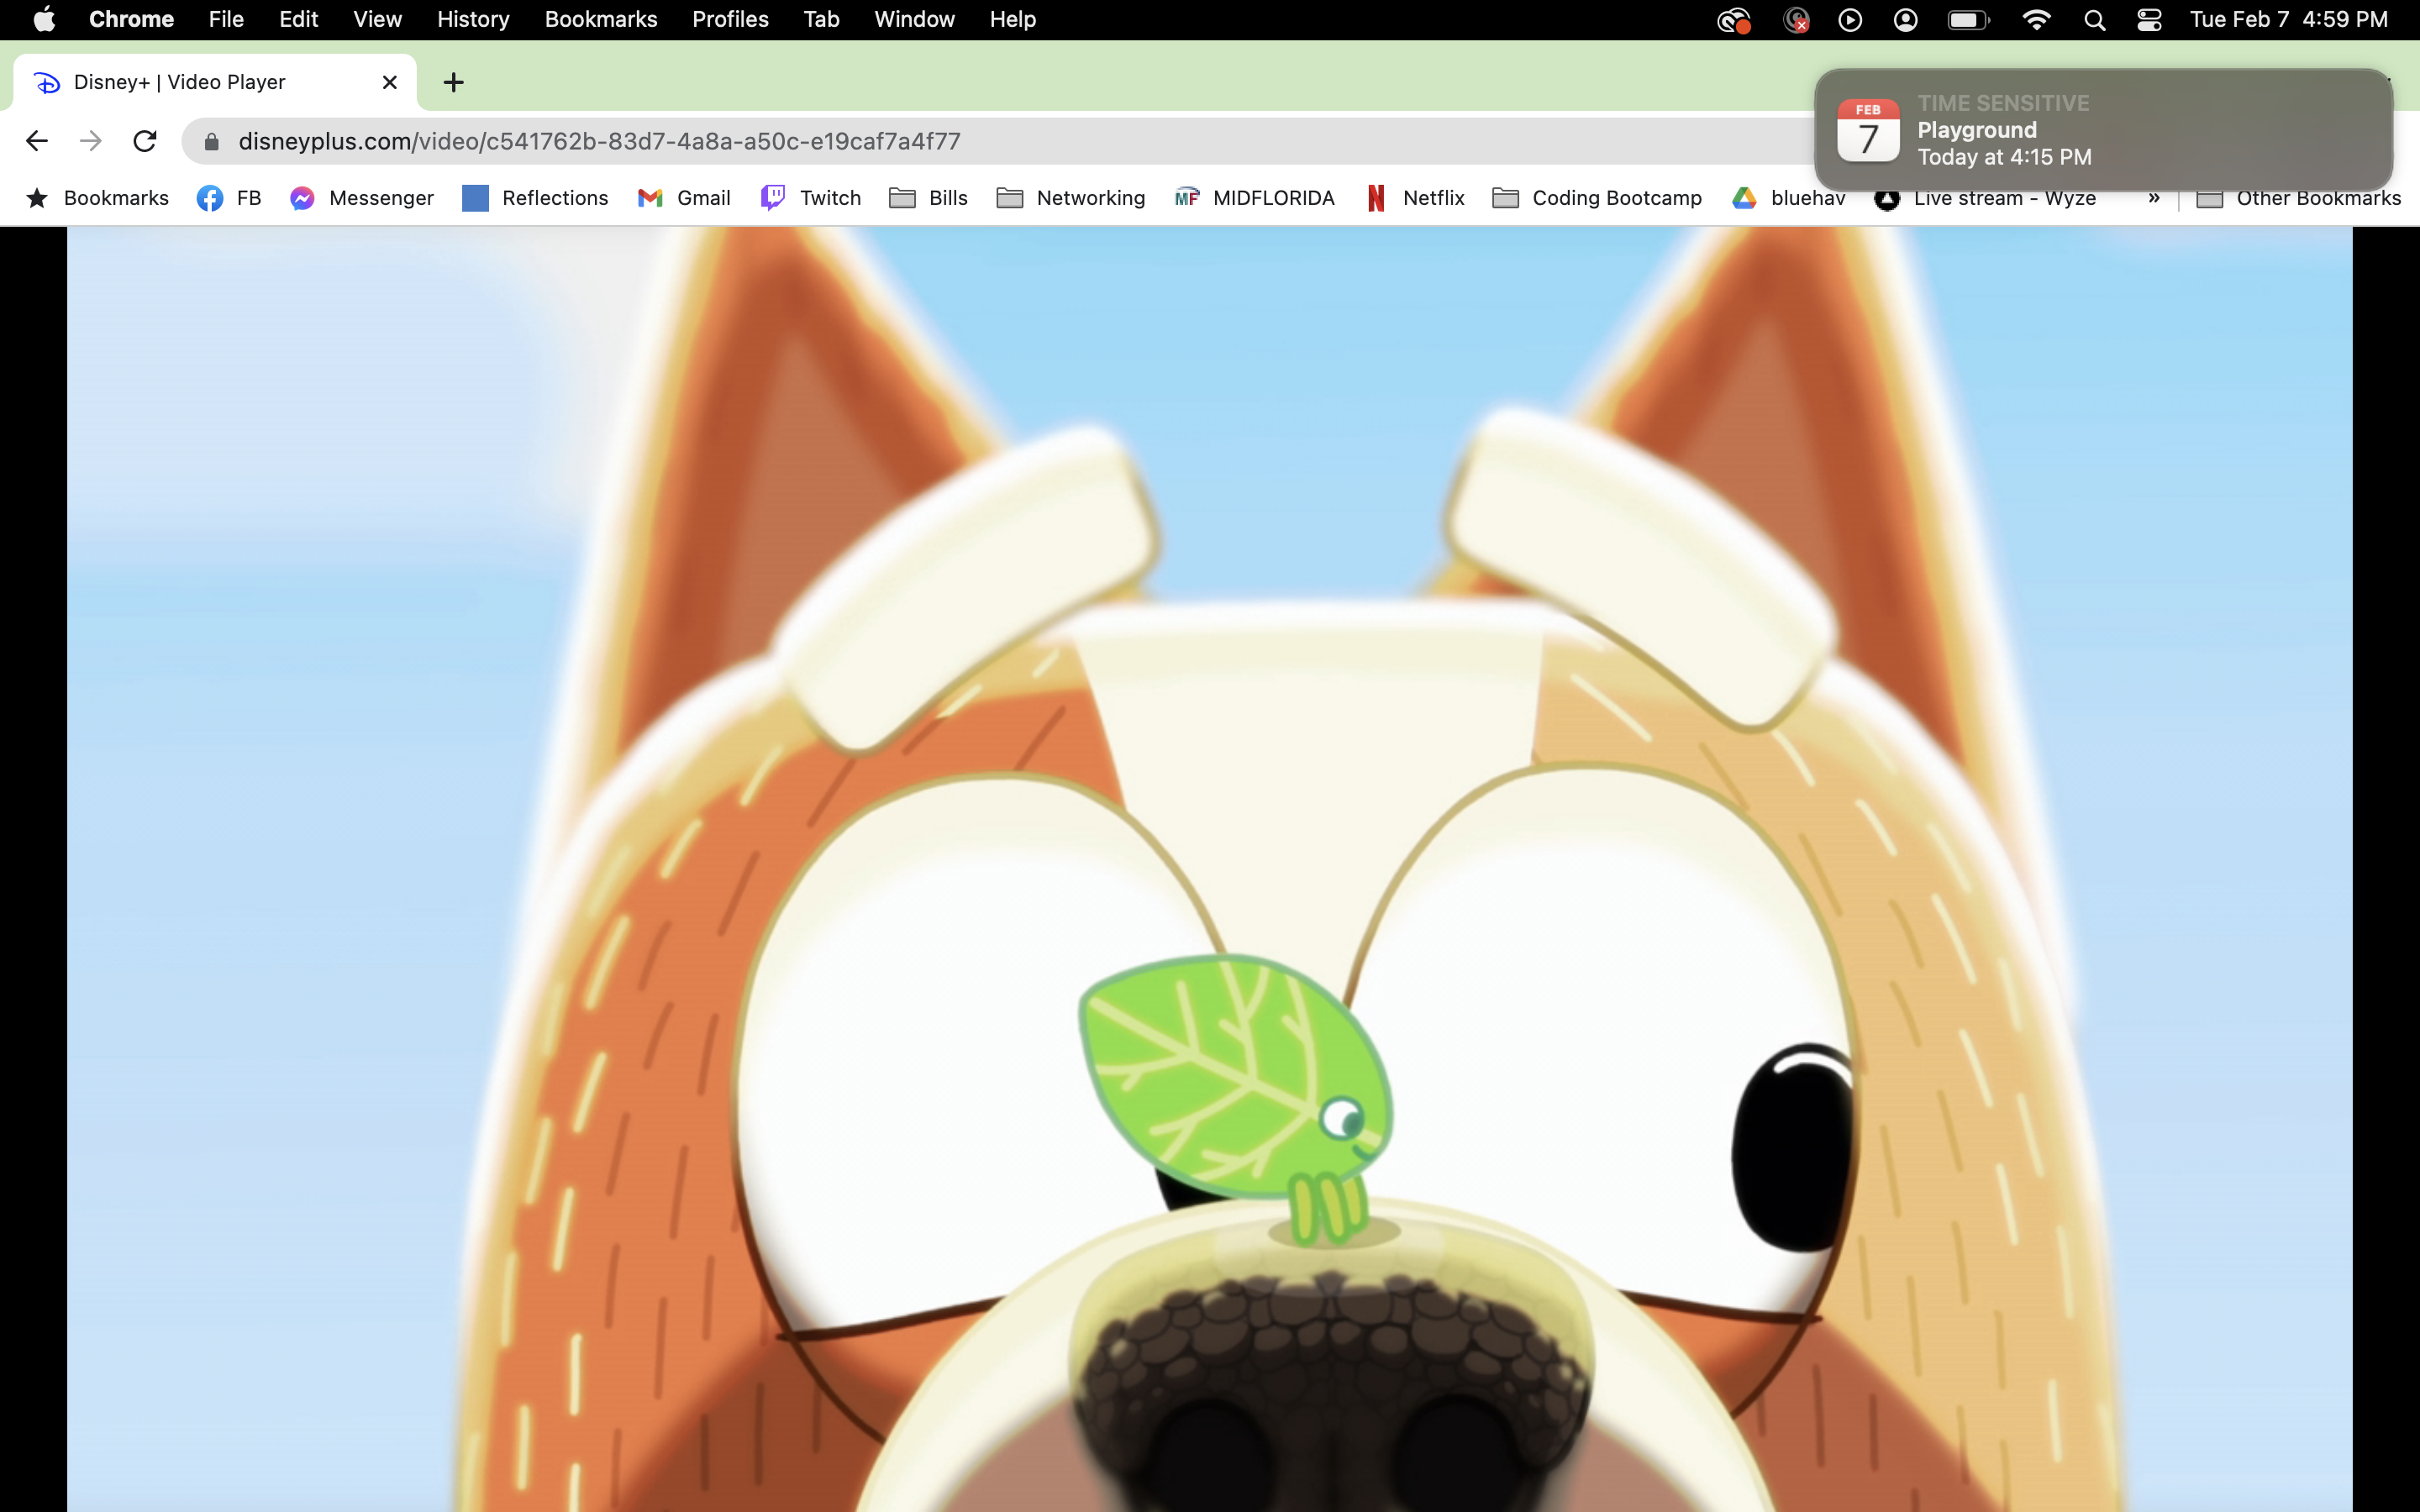 Chrome File Edit View History Bookmarks Profiles Tab Window Help Tue Feb 7 4:59 PM
Disney+ | Video Player
disneyplus.com/video/c541762b-83d7-4a8a-a50c-e19caf7a4f77
FEB
7
TIME SENSITIVE
Playground
Today at 4:15 PM
Bookmarks FB Messenger Reflections Gmail Twitch Bills Networking MF MIDFLORIDA Netflix Coding Bootcamp bluehav Live stream - Wyze » Other Bookmarks